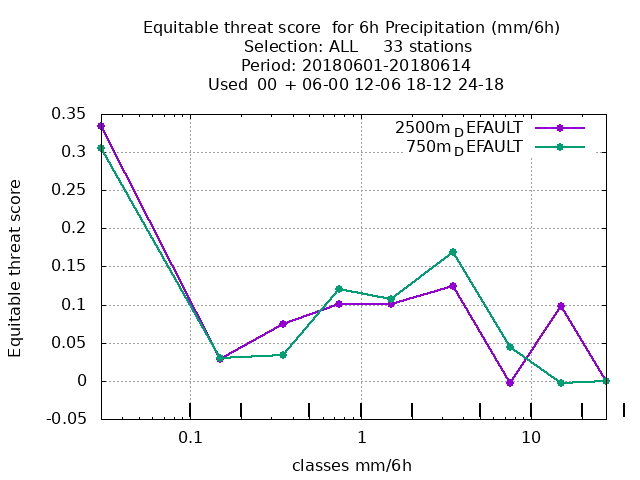 Equitable threat score  for 6h Precipitation (mm/6h)
Selection: ALL     33 stations
Period: 20180601-20180614
Used  00 + 06-00 12-06 18-12 24-18
2500m_DEFAULT
750m_DEFAULT
0.35
0.3
0.25
0.2
0.15
0.1
0.05
0
-0.05
Equitable threat score
0.1 1 10
classes mm/6h